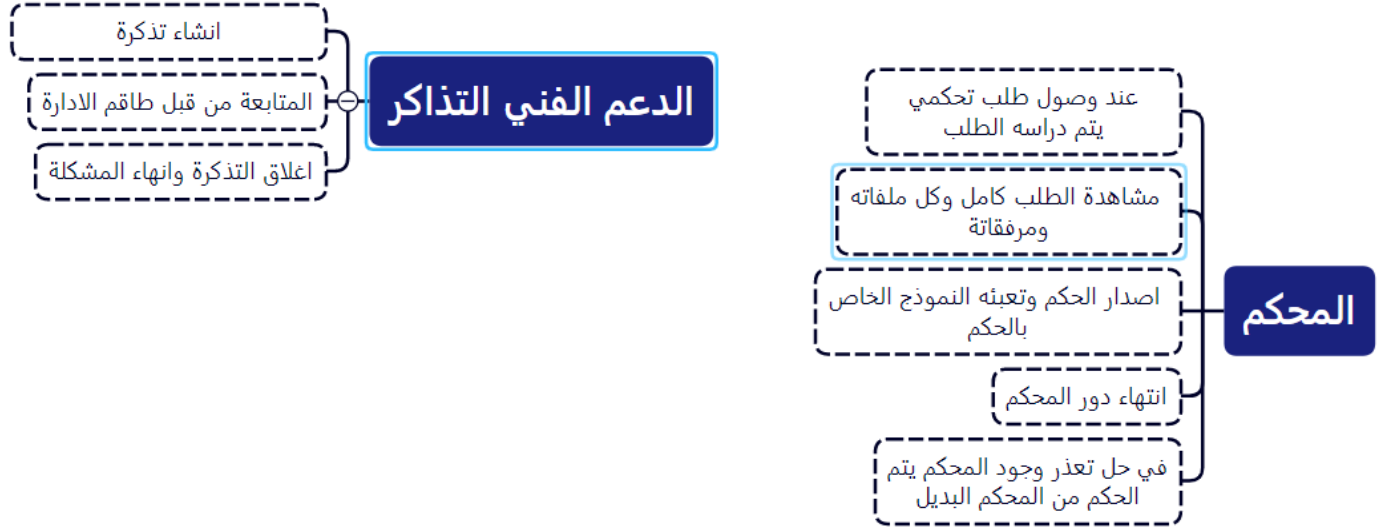 المحكم
عند وصول طلب تحكمي
يتم دراسه الطلب
مشاهدة الطلب كامل وكل ملفاته
ومرفقاتة
اصدار الحكم وتعبئه النموذج الخاص
بالحكم
انتهاء دور المحكم
في حل تعذر وجود المحكم يتم
الحكم من المحكم البديل
الدعم الفني التذاكر
انشاء تذكرة
المتابعة من قبل طاقم الادارة
اغلاق التذكرة وانهاء المشكلة